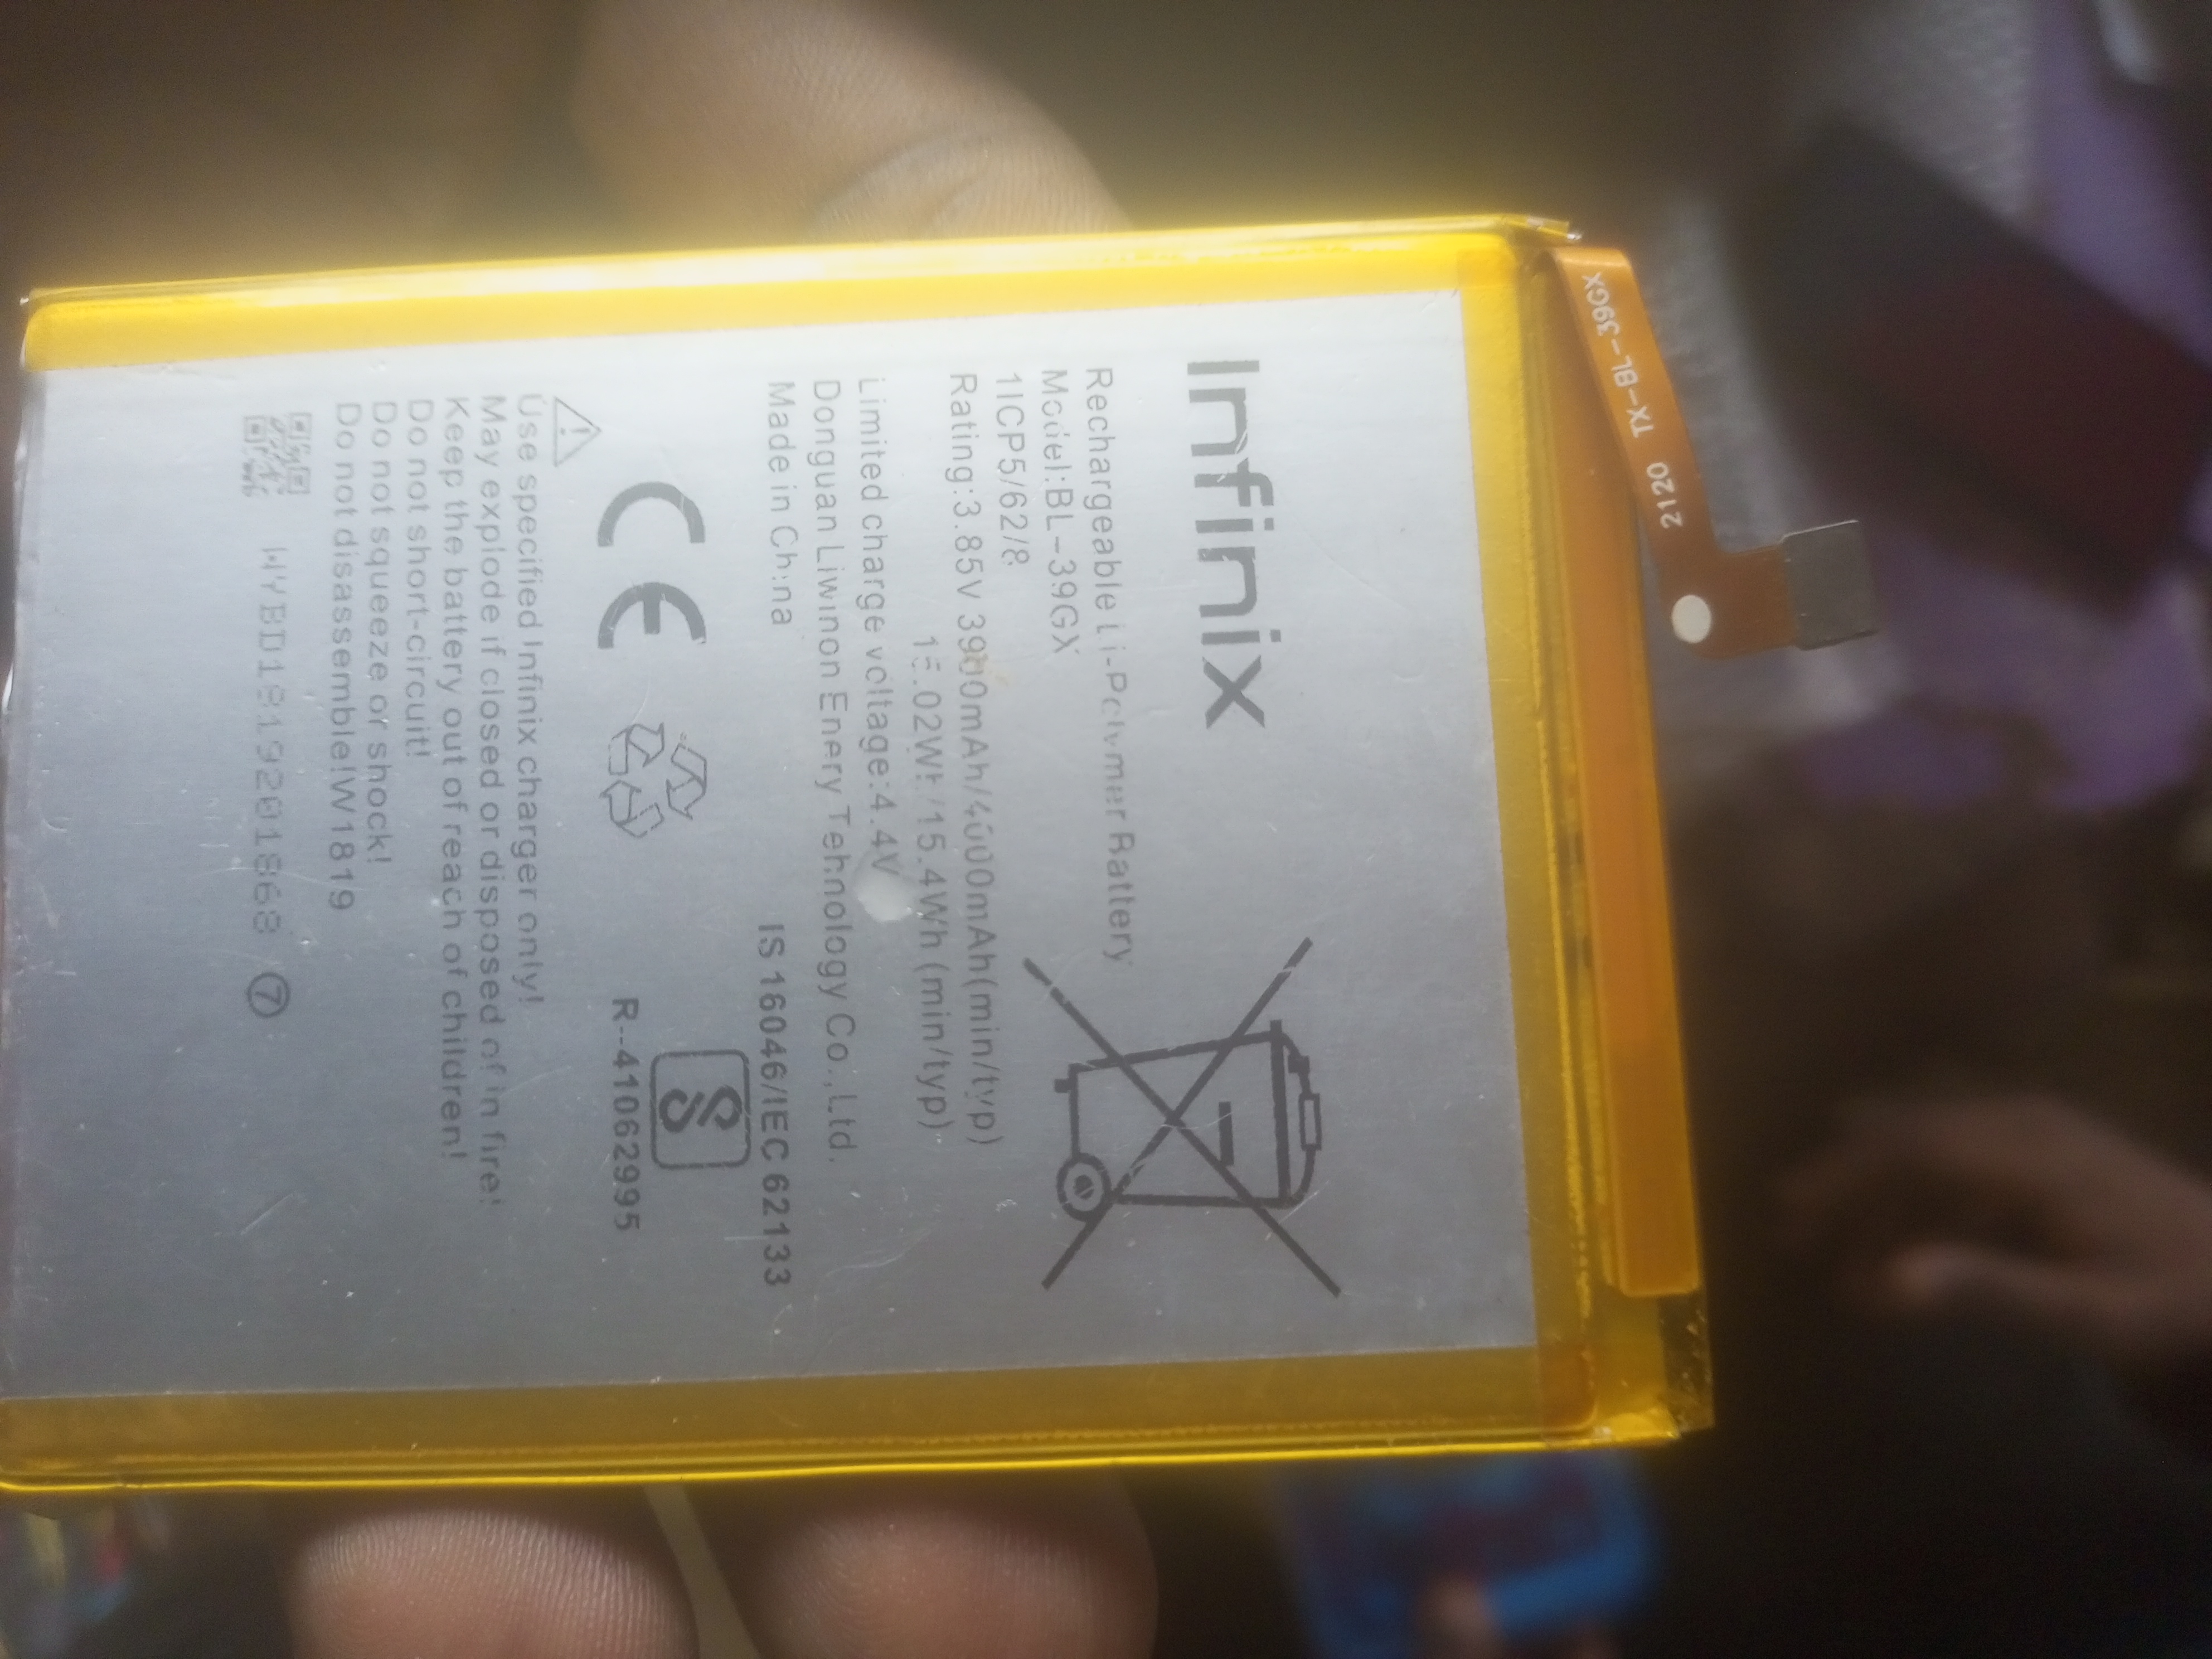 Infinix
Rechargeable Li-Polymer Battery
Model:BL-39GX
1ICP5/62/8
Rating:3.85V 3900mAh/4000mAh(min/typ)
15.02Wh/15.4Wh(min/typ)
Limited charge voltage:4.4V
Donguan Liwinon Enery Tehnology Co.,Ltd.
Made in China
IS 16046/IEC 62133
CE
S
R--41062995
Use specified Infinix charger only!
May explode if closed or disposed of in fire!
Keep the battery out of reach of children!
Do not short-circuit!
Do not squeeze or shock!
Do not disassemble!W1819
7
TX-BL-39GX
2120